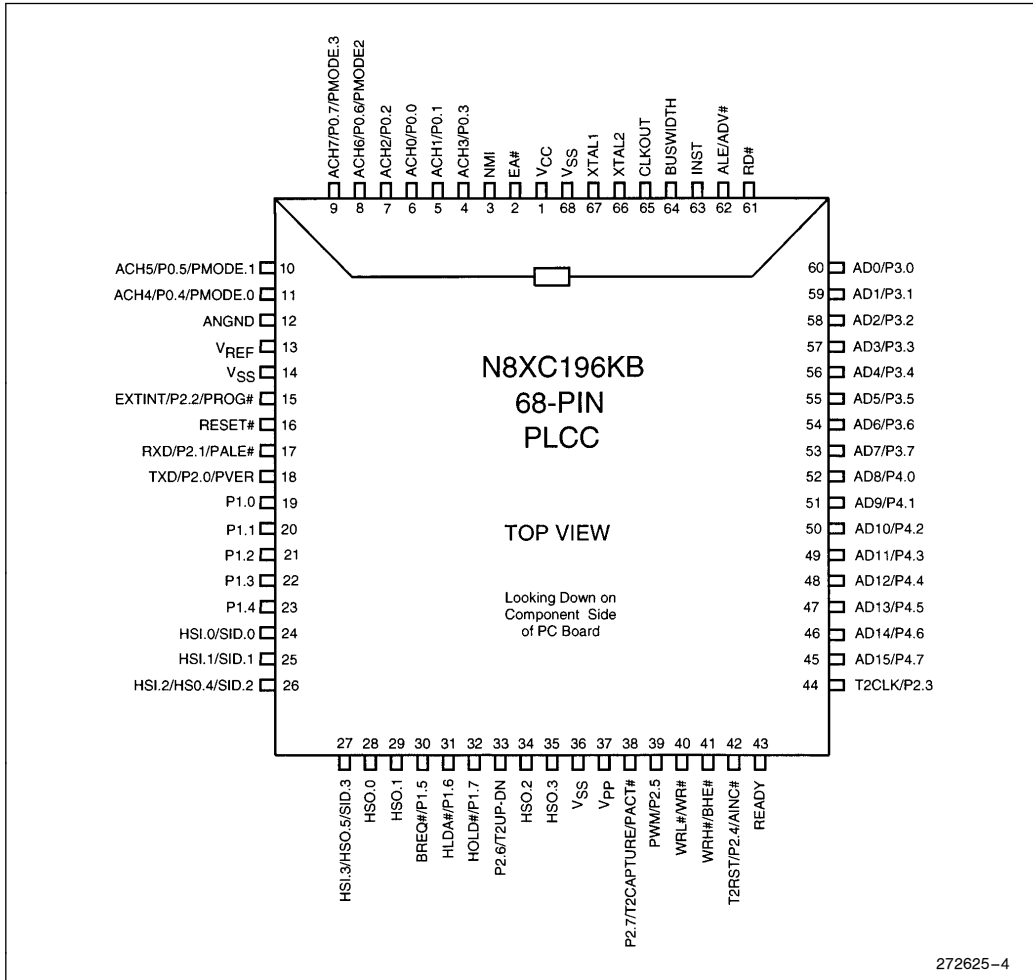 ACH7/P0.7/PMODE.3
ACH6/P0.6/PMODE2
ACH2/P0.2
ACH0/P0.0
ACH1/P0.1
ACH3/P0.3
NMI
EA#
VCC
VSS
XTAL1
XTAL2
CLKOUT
BUSWIDTH
INST
ALE/ADV#
RD#
9 8 7 6 5 4 3 2 1 68 67 66 65 64 63 62 61
ACH5/P0.5/PMODE.1 10
ACH4/P0.4/PMODE.0 11
ANGND 12
VREF 13
VSS 14
EXTINT/P2.2/PROG# 15
RESET# 16
RXD/P2.1/PALE# 17
TXD/P2.0/PVER 18
P1.0 19
P1.1 20
P1.2 21
P1.3 22
P1.4 23
HSI.0/SID.0 24
HSI.1/SID.1 25
HSI.2/HS0.4/SID.2 26
N8XC196KB
68-PIN
PLCC
TOP VIEW
Looking Down on
Component Side
of PC Board
60 AD0/P3.0
59 AD1/P3.1
58 AD2/P3.2
57 AD3/P3.3
56 AD4/P3.4
55 AD5/P3.5
54 AD6/P3.6
53 AD7/P3.7
52 AD8/P4.0
51 AD9/P4.1
50 AD10/P4.2
49 AD11/P4.3
48 AD12/P4.4
47 AD13/P4.5
46 AD14/P4.6
45 AD15/P4.7
44 T2CLK/P2.3
27 28 29 30 31 32 33 34 35 36 37 38 39 40 41 42 43
HSI.3/HSO.5/SID.3
HSO.0
HSO.1
BREQ#/P1.5
HLDA#/P1.6
HOLD#/P1.7
P2.6/T2UP-DN
HSO.2
HSO.3
VSS
VPP
P2.7/T2CAPTURE/PACT#
PWM/P2.5
WRL#/WR#
WRH#/BHE#
T2RST/P2.4/AINC#
READY
272625-4